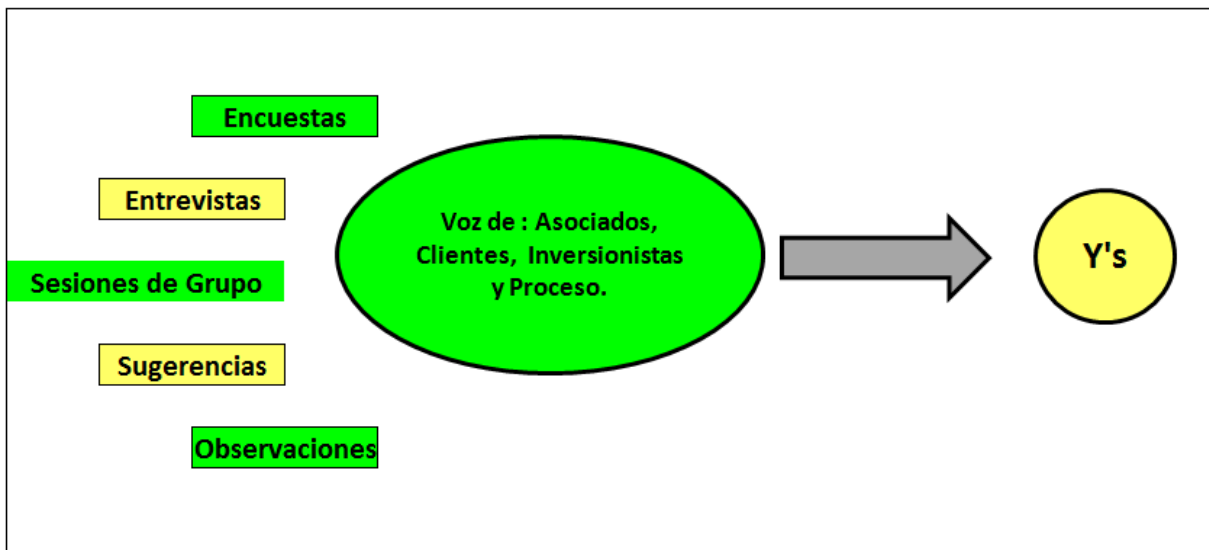 Encuestas
Entrevistas
Sesiones de Grupo
Sugerencias
Observaciones
Voz de : Asociados,
Clientes, Inversionistas
y Proceso.
Y's